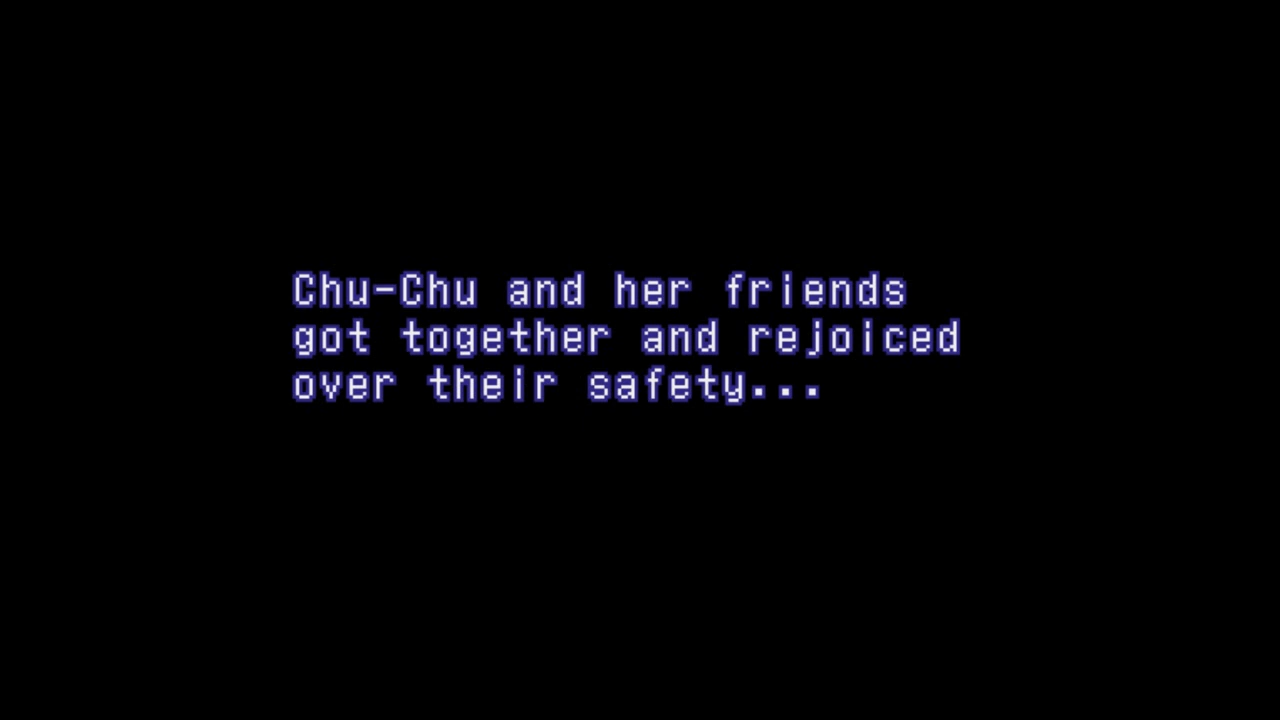 Chu-Chu and her friends
got together and rejoiced
over their safety...